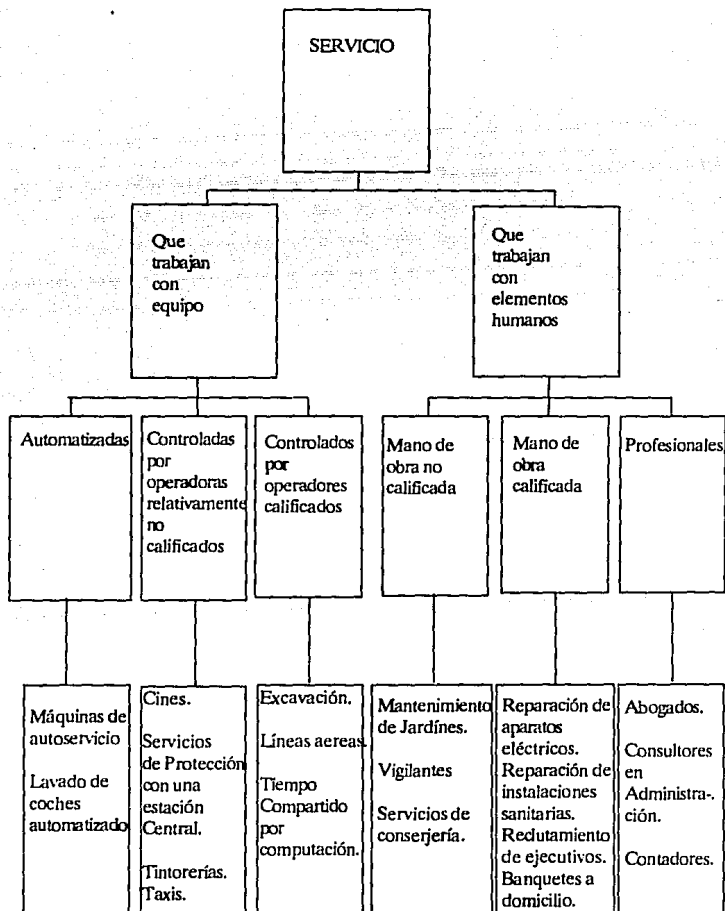 SERVICIO
Que
trabajan
con
equipo
Que
trabajan
con
elementos
humanos
Automatizadas
Controladas
por
operadoras
relativamente
no
calificados
Controlados
por
operadores
calificados
Mano de
obra no
calificada
Mano de
obra
calificada
Profesionales
Máquinas de
autoservicio
Lavado de
coches
automatizado
Cines.
Servicios
de Protección
con una
estación
Central.
Tintorerías.
Taxis.
Excavación.
Líneas aereas.
Tiempo
Compartido
por
computación.
Mantenimiento
de Jardínes.
Vigilantes
Servicios de
conserjería.
Reparación de
aparatos
eléctricos.
Reparación de
instalaciones
sanitarias.
Redutamiento
de ejecutivos.
Banquetes a
domicilio.
Abogados.
Consultores
en
Administra-.
ción.
Contadores.